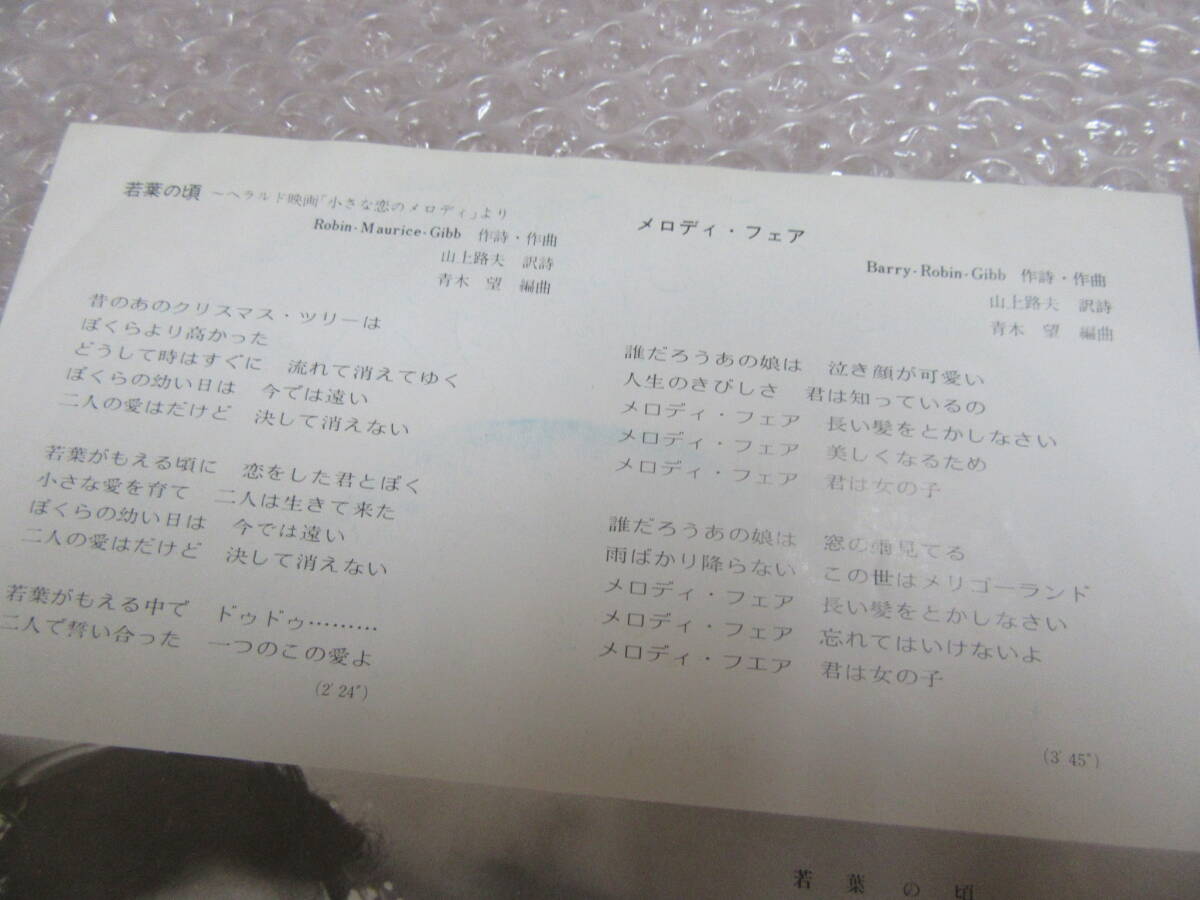 若葉の頃 ～ヘラルド映画「小さな恋のメロディ」より
Robin-Maurice-Gibb 作詩・作曲
山上路夫 訳詩
青木 望 編曲
昔のあのクリスマス・ツリーは
ぼくらより高かった
どうして時はすぐに 流れて消えてゆく
ぼくらの幼い日は 今では遠い
二人の愛はだけど 決して消えない
若葉がもえる頃に 恋をした君とぼく
小さな愛を育て 二人は生きて来た
ぼくらの幼い日は 今では遠い
二人の愛はだけど 決して消えない
若葉がもえる中で ドゥドゥ………
二人で誓い合った 一つのこの愛よ
(2′24″)
メロディ・フェア
Barry-Robin-Gibb 作詩・作曲
山上路夫 訳詩
青木 望 編曲
誰だろうあの娘は 泣き顔が可愛い
人生のきびしさ 君は知っているの
メロディ・フェア 長い髪をとかしなさい
メロディ・フェア 美しくなるため
メロディ・フェア 君は女の子
誰だろうあの娘は 窓の雨見てる
雨ばかり降らない この世はメリゴーランド
メロディ・フェア 長い髪をとかしなさい
メロディ・フェア 忘れてはいけないよ
メロディ・フエア 君は女の子
(3′45″)
若葉の頃